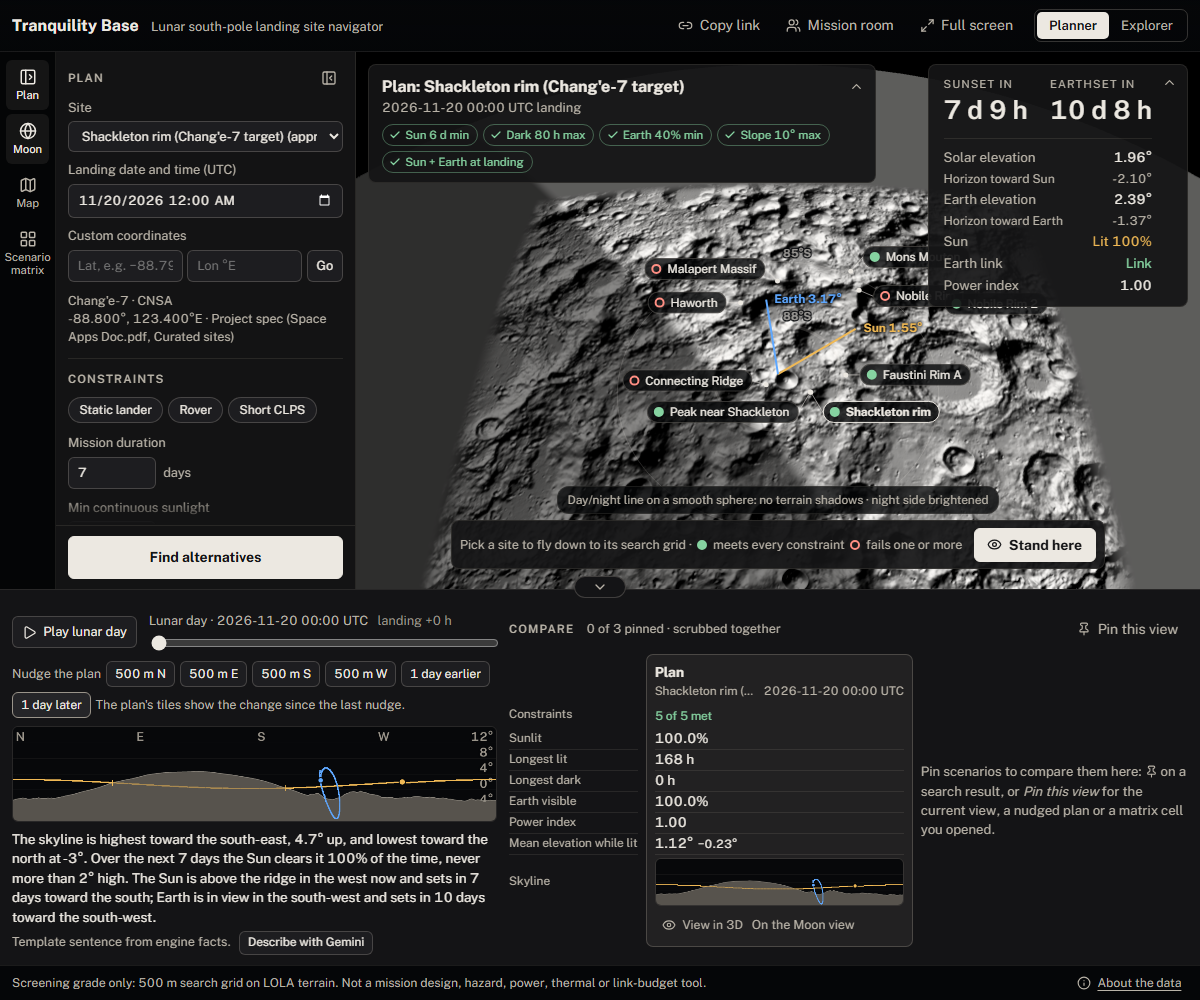 Tranquility Base Lunar south-pole landing site navigator
Copy link Mission room Full screen Planner Explorer
Plan
Moon
Map
Scenario
matrix
PLAN
Site
Shackleton rim (Chang'e-7 target) (appr
Landing date and time (UTC)
11/20/2026 12:00 AM
Custom coordinates
Lat, e.g. -88.79 Lon °E Go
Chang'e-7 · CNSA
-88.800°, 123.400°E · Project spec (Space
Apps Doc.pdf, Curated sites)
CONSTRAINTS
Static lander Rover Short CLPS
Mission duration
7 days
Min continuous sunlight
Find alternatives
Plan: Shackleton rim (Chang'e-7 target)
2026-11-20 00:00 UTC landing
Sun 6 d min Dark 80 h max Earth 40% min Slope 10° max
Sun + Earth at landing
SUNSET IN EARTHSET IN
7 d 9 h 10 d 8 h
Solar elevation 1.96°
Horizon toward Sun -2.10°
Earth elevation 2.39°
Horizon toward Earth -1.37°
Sun Lit 100%
Earth link Link
Power index 1.00
85°S
Mons M
Malapert Massif
Haworth
Earth 3.17°
Nobile Ri
Nobile Rim 2
88°S
Sun 1.55°
Connecting Ridge
Faustini Rim A
Peak near Shackleton
Shackleton rim
Day/night line on a smooth sphere: no terrain shadows · night side brightened
Pick a site to fly down to its search grid · meets every constraint fails one or more Stand here
Play lunar day
Lunar day · 2026-11-20 00:00 UTC landing +0 h
Nudge the plan 500 m N 500 m E 500 m S 500 m W 1 day earlier
1 day later The plan's tiles show the change since the last nudge.
N E S W 12°
8°
4°
0°
-4°
The skyline is highest toward the south-east, 4.7° up, and lowest toward the
north at -3°. Over the next 7 days the Sun clears it 100% of the time, never
more than 2° high. The Sun is above the ridge in the west now and sets in 7
days toward the south; Earth is in view in the south-west and sets in 10 days
toward the south-west.
Template sentence from engine facts. Describe with Gemini
COMPARE 0 of 3 pinned · scrubbed together Pin this view
Plan
Shackleton rim (... 2026-11-20 00:00 UTC
Constraints 5 of 5 met
Sunlit 100.0%
Longest lit 168 h
Longest dark 0 h
Earth visible 100.0%
Power index 1.00
Mean elevation while lit 1.12° -0.23°
Skyline
View in 3D On the Moon view
Pin scenarios to compare them here: on a
search result, or Pin this view for the
current view, a nudged plan or a matrix cell
you opened.
Screening grade only: 500 m search grid on LOLA terrain. Not a mission design, hazard, power, thermal or link-budget tool.
About the data